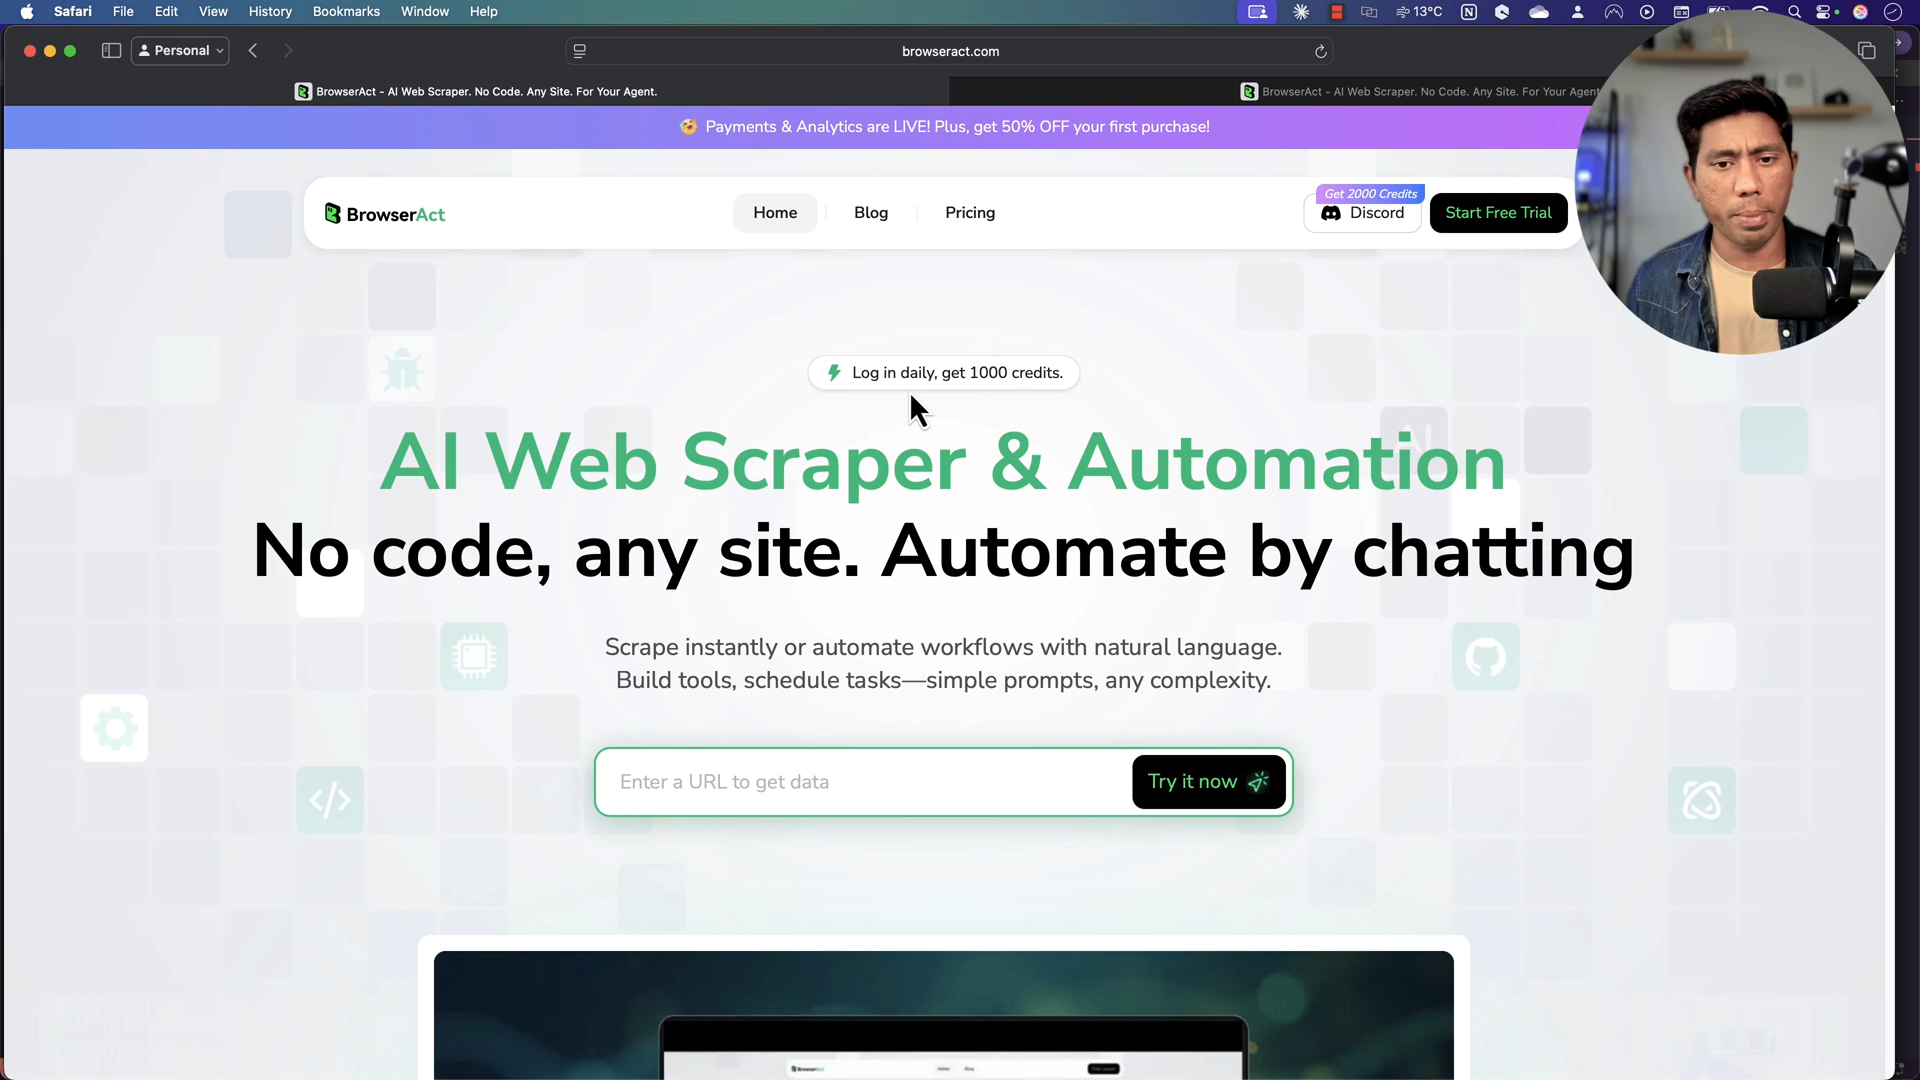 Safari File Edit View History Bookmarks Window Help 13°C
Personal
browseract.com
BrowserAct - AI Web Scraper. No Code. Any Site. For Your Agent.
BrowserAct - AI Web Scraper. No Code. Any Site. For Your Agent
Payments & Analytics are LIVE! Plus, get 50% OFF your first purchase!
Get 2000 Credits
BrowserAct
Home
Blog
Pricing
Discord
Start Free Trial
Log in daily, get 1000 credits.
AI Web Scraper & Automation
No code, any site. Automate by chatting
Scrape instantly or automate workflows with natural language.
Build tools, schedule tasks—simple prompts, any complexity.
Enter a URL to get data
Try it now
BrowserAct